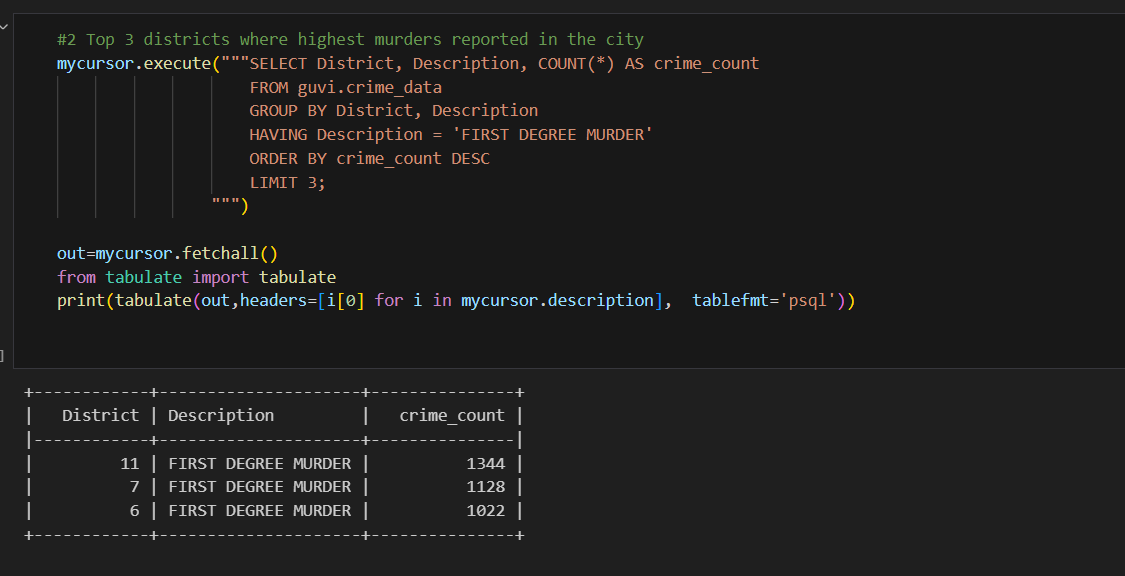 #2 Top 3 districts where highest murders reported in the city
mycursor.execute("""SELECT District, Description, COUNT(*) AS crime_count
FROM guvi.crime_data
GROUP BY District, Description
HAVING Description = 'FIRST DEGREE MURDER'
ORDER BY crime_count DESC
LIMIT 3;
""")
out=mycursor.fetchall()
from tabulate import tabulate
print(tabulate(out,headers=[i[0] for i in mycursor.description],  tablefmt='psql'))
]
+------------+---------------------+---------------+
|   District | Description         |   crime_count |
|------------+---------------------+---------------|
|         11 | FIRST DEGREE MURDER |          1344 |
|          7 | FIRST DEGREE MURDER |          1128 |
|          6 | FIRST DEGREE MURDER |          1022 |
+------------+---------------------+---------------+